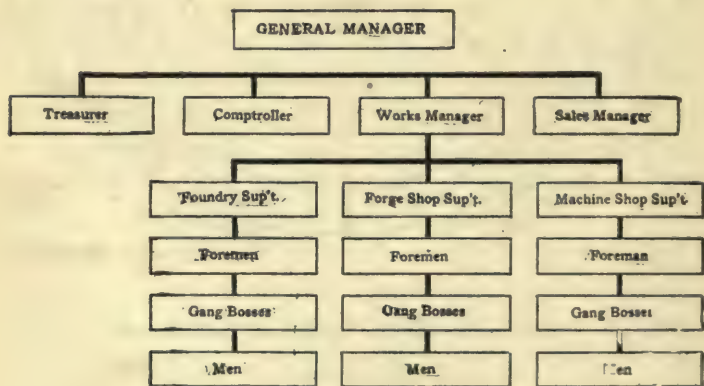 GENERAL MANAGER
Treasurer
Comptroller
Works Manager
Sales Manager
Foundry Sup't.
Forge Shop Sup't.
Machine Shop Sup't.
Foremen
Foremen
Foreman
Gang Bosses
Gang Bosses
Gang Bosses
Men
Men
Men